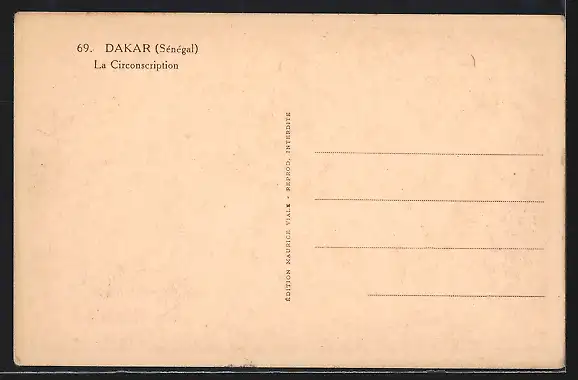 69. DAKAR (Sénégal)
La Circonscription
ÉDITION MAURICE VIALE - REPROD. INTERDITE